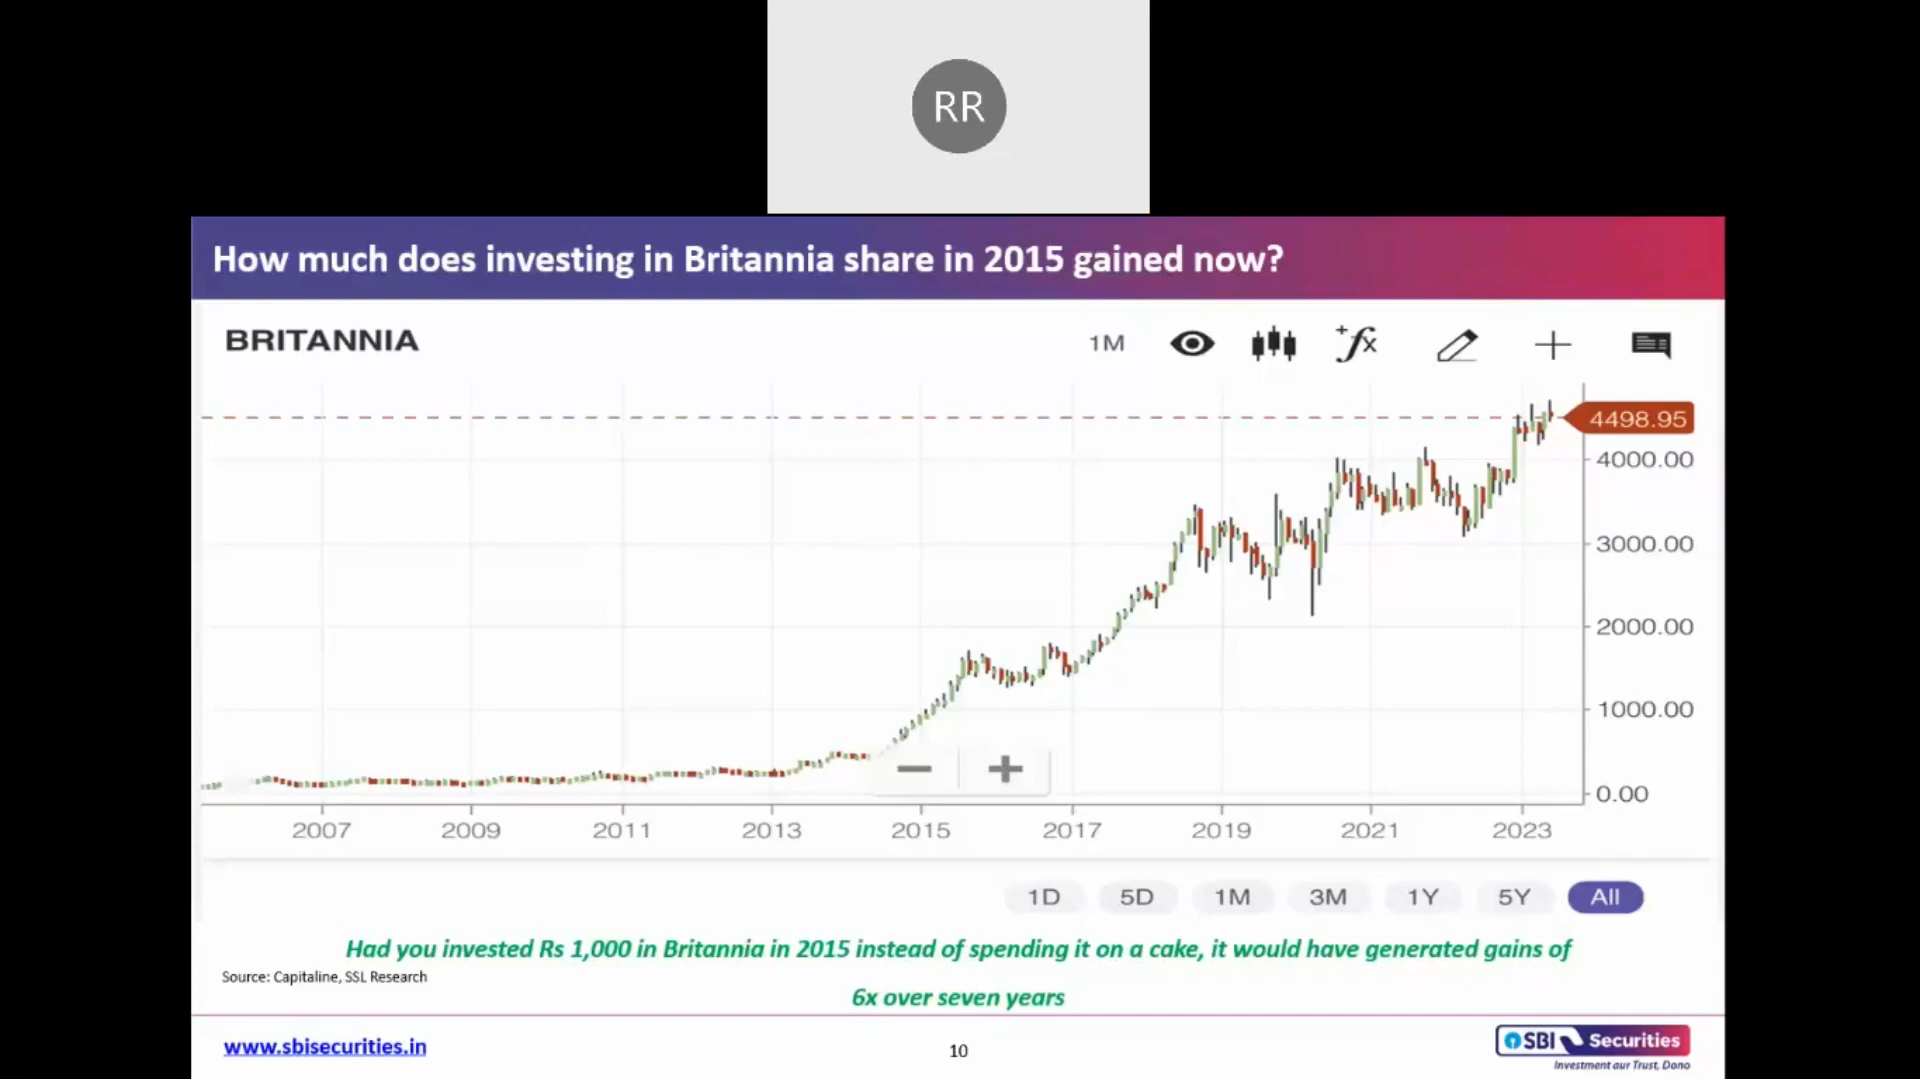 RR
How much does investing in Britannia share in 2015 gained now?
BRITANNIA
1M
4498.95
4000.00
3000.00
2000.00
1000.00
0.00
2007 2009 2011 2013 2015 2017 2019 2021 2023
1D 5D 1M 3M 1Y 5Y All
Had you invested Rs 1,000 in Britannia in 2015 instead of spending it on a cake, it would have generated gains of
Source: Capitaline, SSL Research
6x over seven years
www.sbisecurities.in
10
SBI Securities
Investment aur Trust, Dono